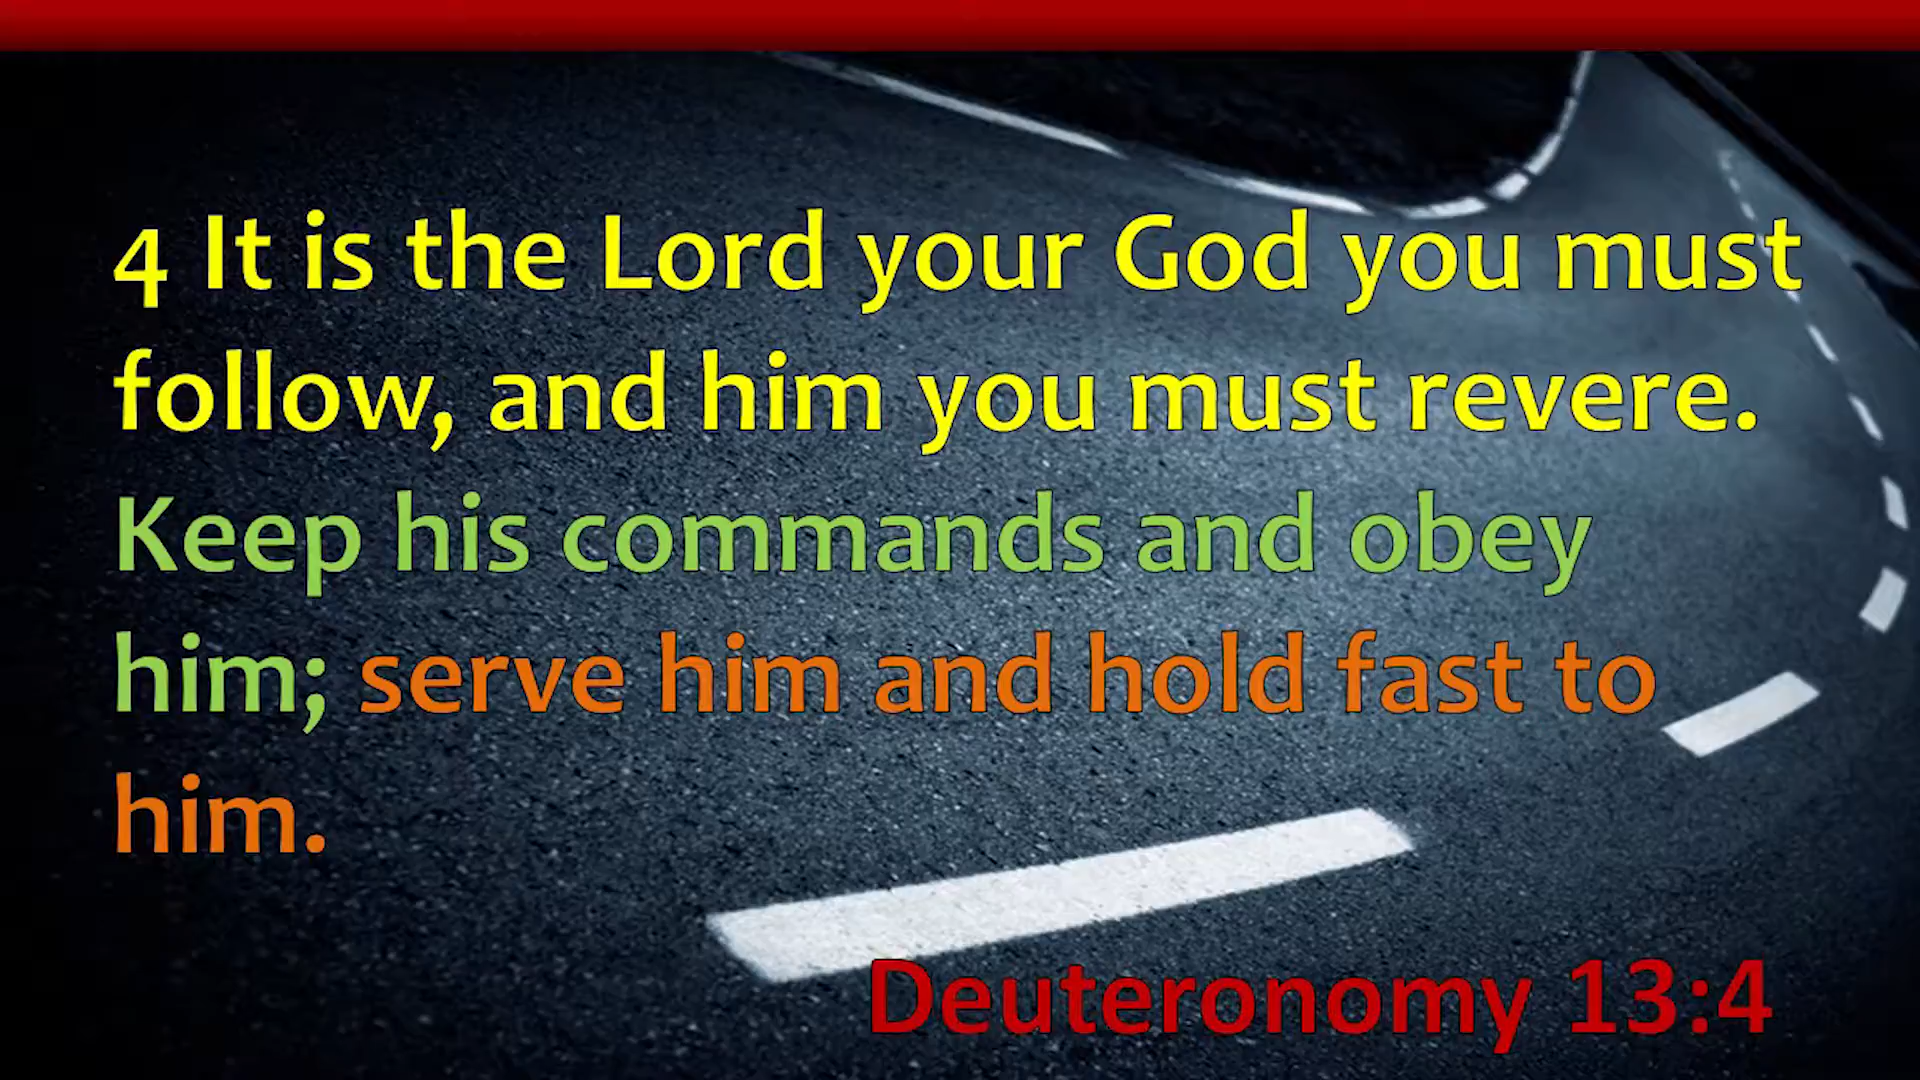 4 It is the Lord your God you must
follow, and him you must revere.
Keep his commands and obey
him; serve him and hold fast to
him.
Deuteronomy 13:4